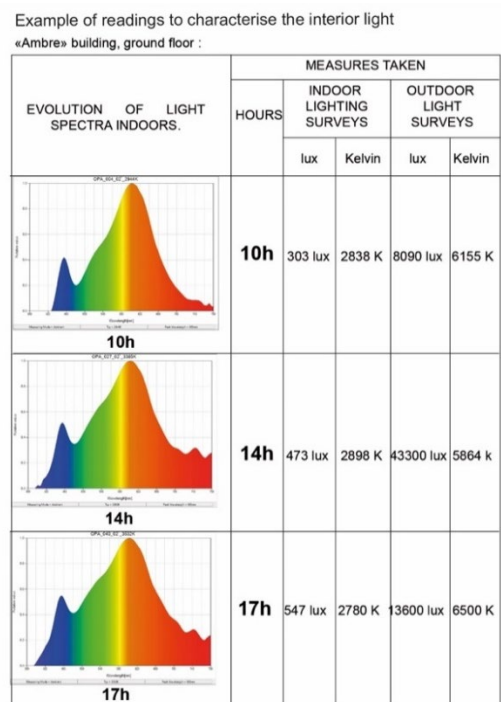 Example of readings to characterise the interior light
«Ambre» building, ground floor :
MEASURES TAKEN
EVOLUTION OF LIGHT
SPECTRA INDOORS.
HOURS
INDOOR
LIGHTING
SURVEYS
OUTDOOR
LIGHT
SURVEYS
lux Kelvin lux Kelvin
10h 303 lux 2838 K 8090 lux 6155 K
10h
14h 473 lux 2898 K 43300 lux 5864 k
14h
17h 547 lux 2780 K 13600 lux 6500 K
17h